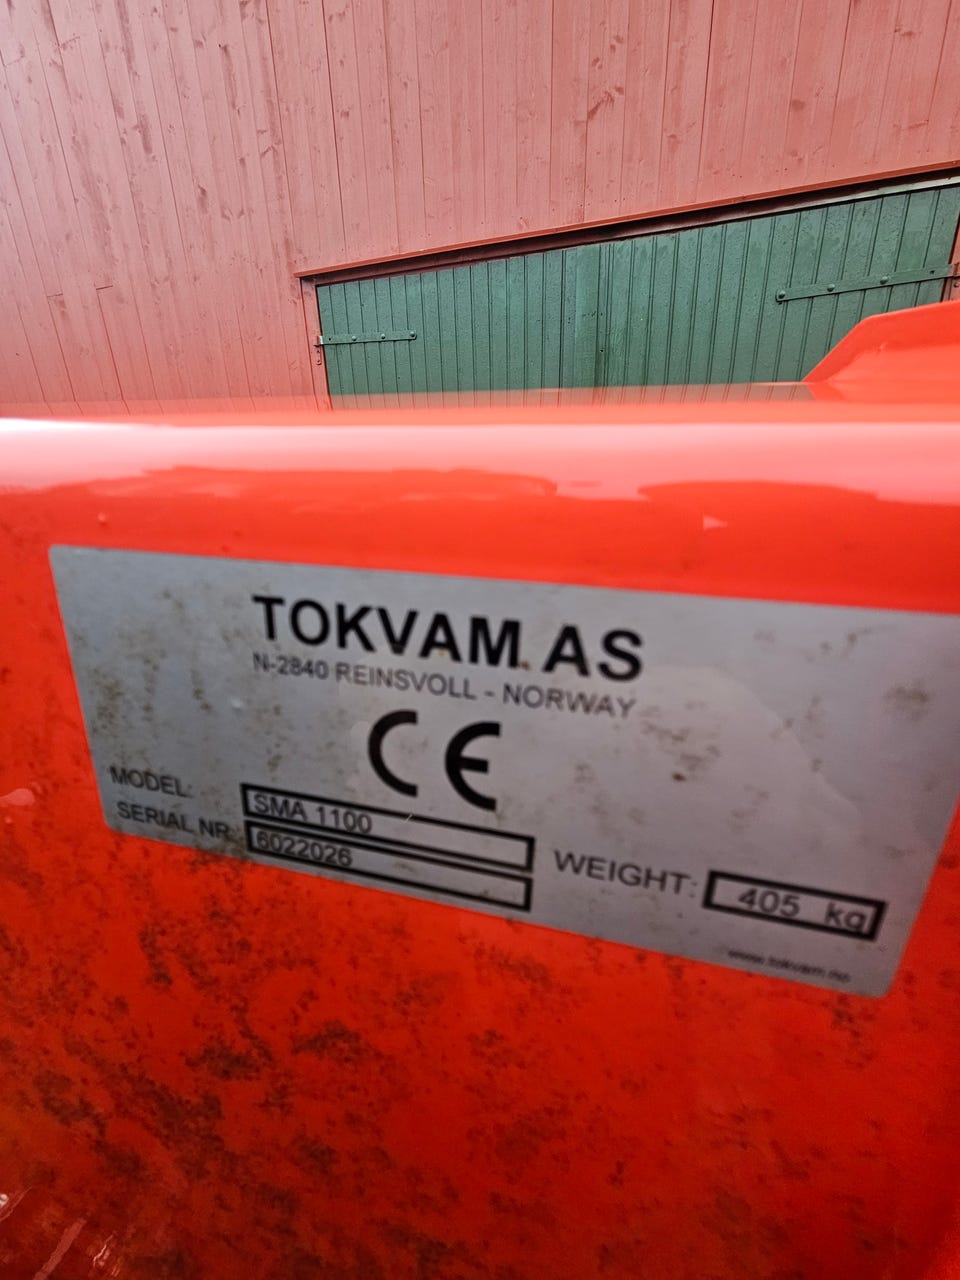 TOKVAM AS
N-2840 REINSVOLL - NORWAY
CE
MODEL: SMA 1100
SERIAL NR: 6022026
WEIGHT: 405 kg
www.tokvam.no